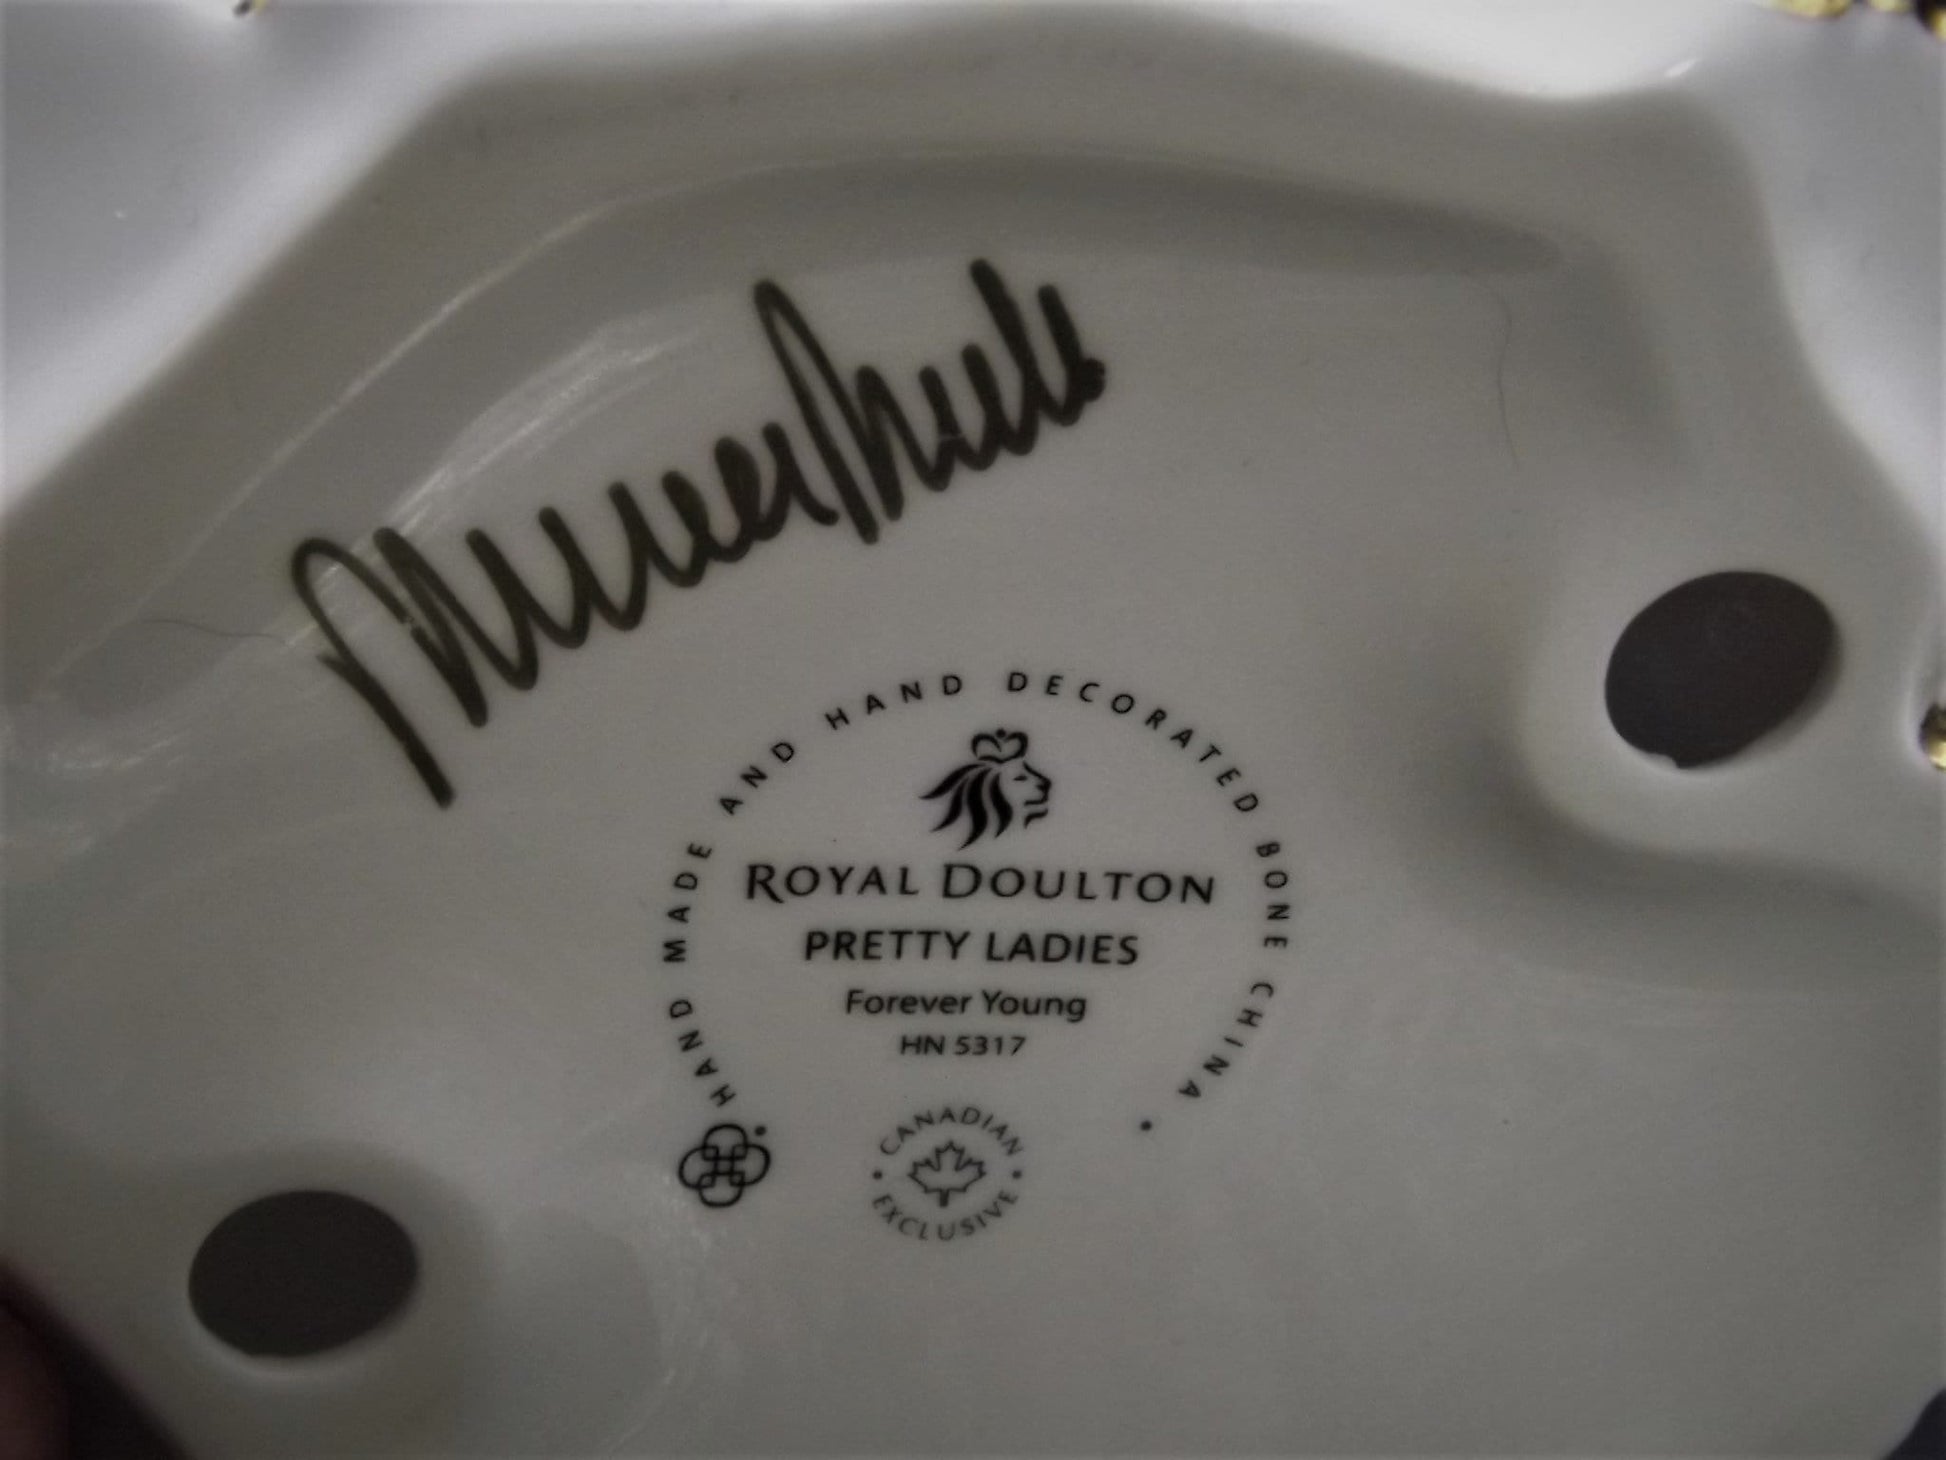 HAND MADE AND HAND DECORATED BONE CHINA
ROYAL DOULTON
PRETTY LADIES
Forever Young
HN 5317
CANADIAN
EXCLUSIVE